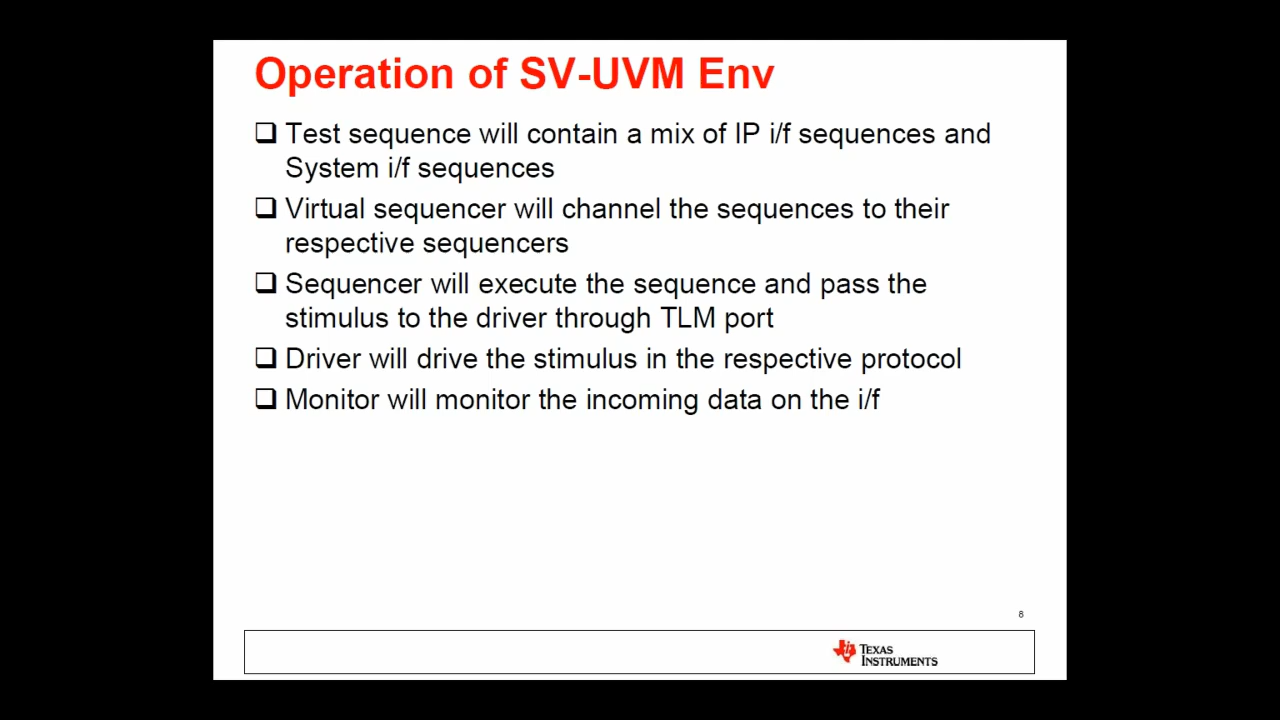 Operation of SV-UVM Env
❑ Test sequence will contain a mix of IP i/f sequences and
System i/f sequences
❑ Virtual sequencer will channel the sequences to their
respective sequencers
❑ Sequencer will execute the sequence and pass the
stimulus to the driver through TLM port
❑ Driver will drive the stimulus in the respective protocol
❑ Monitor will monitor the incoming data on the i/f
8
TEXAS
INSTRUMENTS